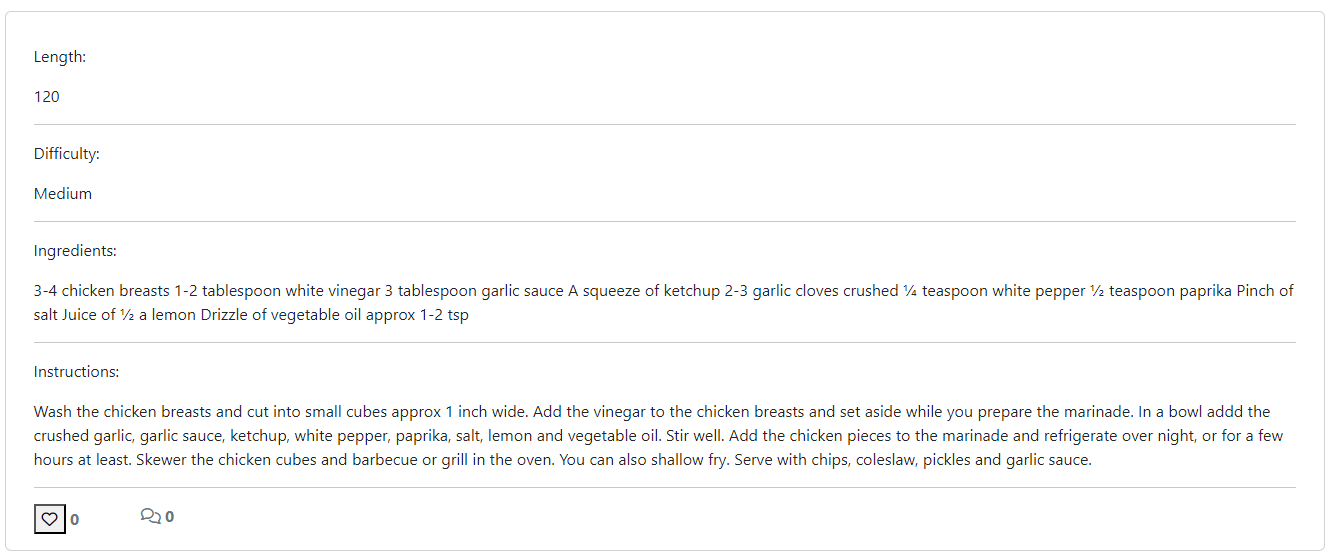 Length:
120
Difficulty:
Medium
Ingredients:
3-4 chicken breasts 1-2 tablespoon white vinegar 3 tablespoon garlic sauce A squeeze of ketchup 2-3 garlic cloves crushed ¼ teaspoon white pepper ½ teaspoon paprika Pinch of
salt Juice of ½ a lemon Drizzle of vegetable oil approx 1-2 tsp
Instructions:
Wash the chicken breasts and cut into small cubes approx 1 inch wide. Add the vinegar to the chicken breasts and set aside while you prepare the marinade. In a bowl addd the
crushed garlic, garlic sauce, ketchup, white pepper, paprika, salt, lemon and vegetable oil. Stir well. Add the chicken pieces to the marinade and refrigerate over night, or for a few
hours at least. Skewer the chicken cubes and barbecue or grill in the oven. You can also shallow fry. Serve with chips, coleslaw, pickles and garlic sauce.
0 0